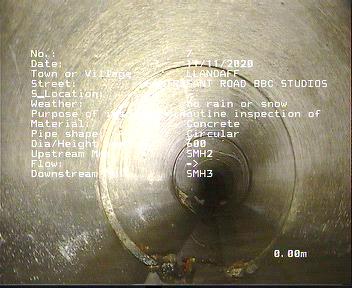 No.: 7
Date: 11/11/2020
Town or Village LLANDAFF
Street: RISANT ROAD BBC STUDIOS
S_Location:
Weather: no rain or snow
Purpose of routine inspection of
Material: Concrete
Pipe shape: Circular
Dia/Height 600
Upstream SMH2
Flow: ->
Downstream SMH3
0.00m